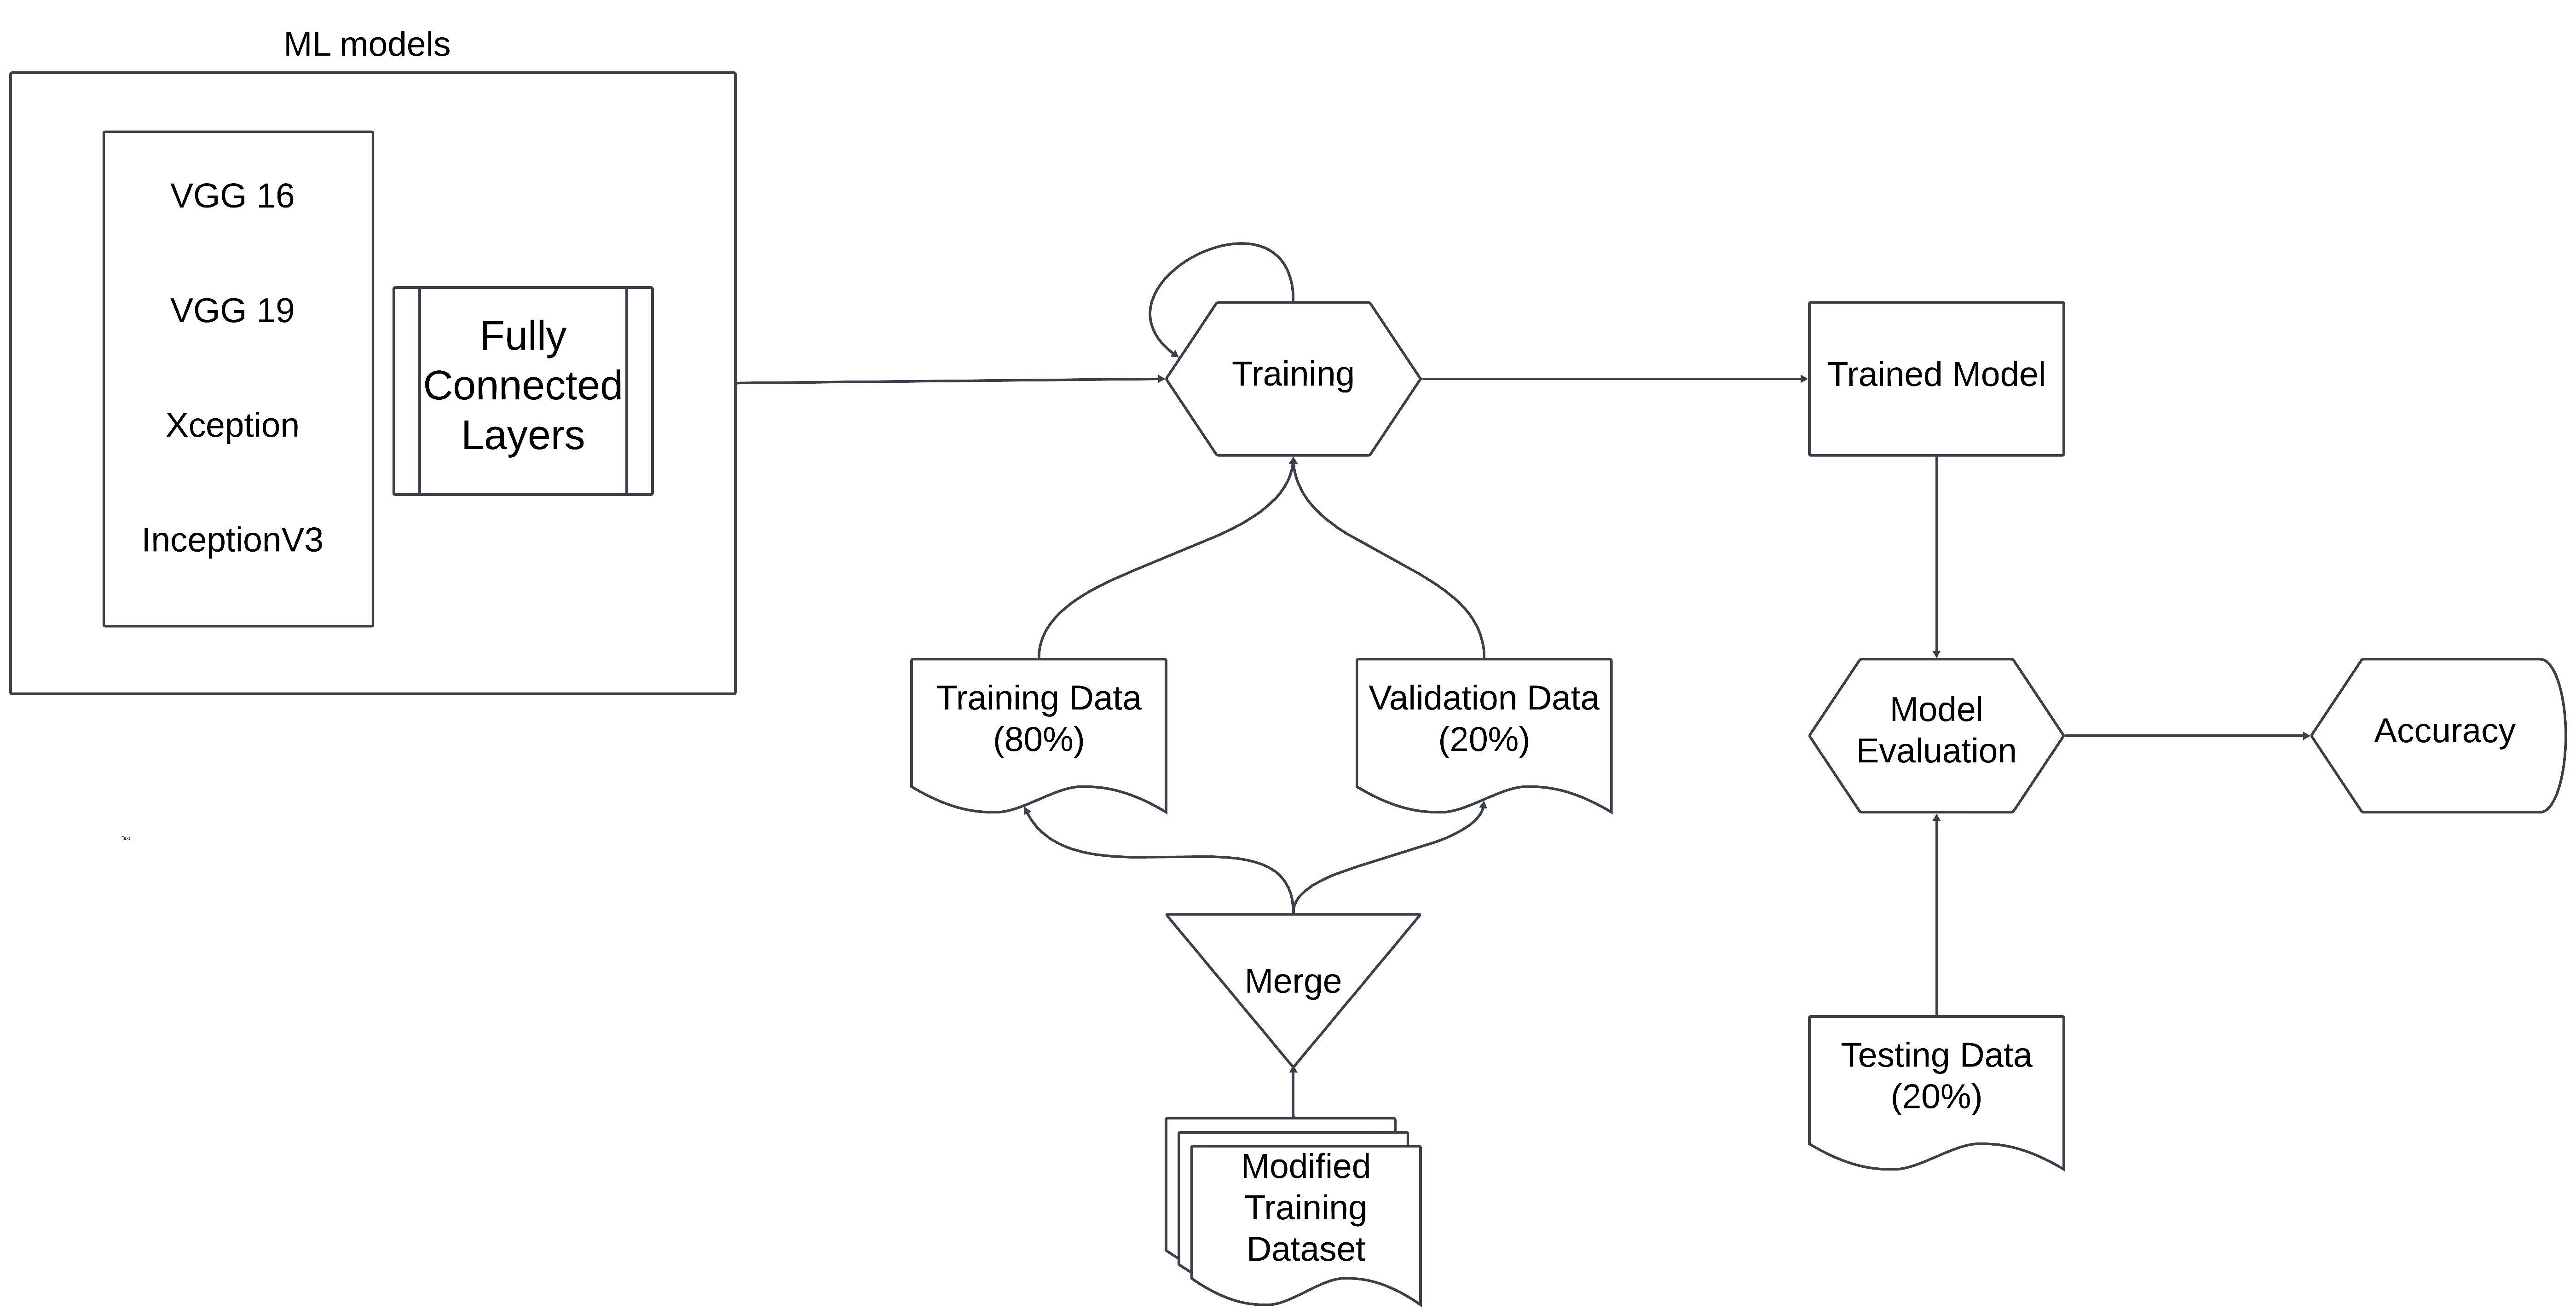 ML models
VGG 16
VGG 19
Xception
InceptionV3
Fully
Connected
Layers
Training
Trained Model
Training Data
(80%)
Validation Data
(20%)
Model
Evaluation
Accuracy
Text
Merge
Testing Data
(20%)
Modified
Training
Dataset